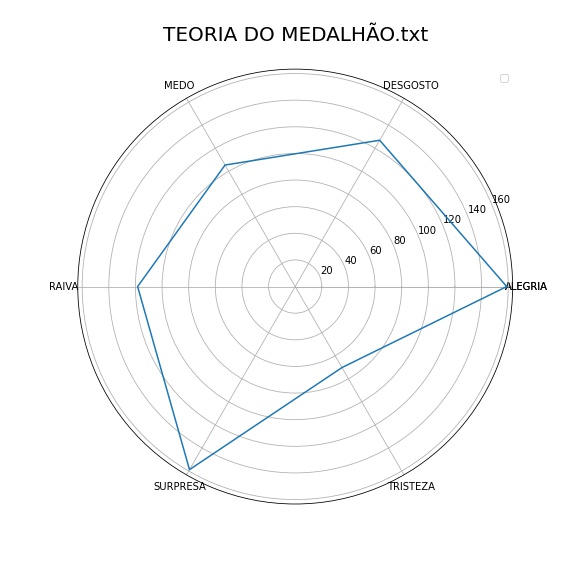 TEORIA DO MEDALHÃO.txt
MEDO
DESGOSTO
160
140
120
100
80
60
40
20
RAIVA
ALEGRIA
SURPRESA
TRISTEZA